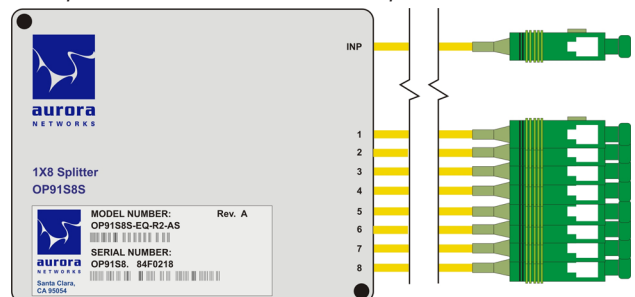 INP
aurora
NETWORKS
1
2
3
4
5
6
7
8
1X8 Splitter
OP91S8S
MODEL NUMBER: Rev. A
OP91S8S-EQ-R2-AS
SERIAL NUMBER:
OP91S8. 84F0218
aurora
NETWORKS
Santa Clara,
CA 95054